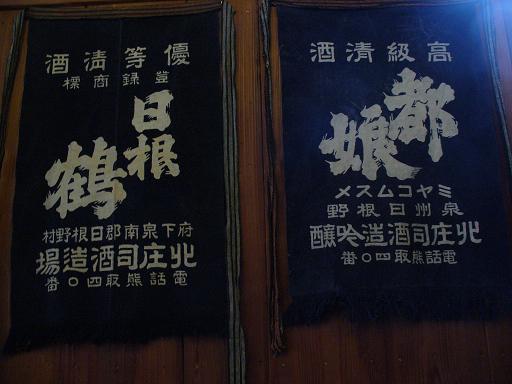 高級清酒
都娘
ミヤコムスメ
泉州日根野
北庄司酒造吟醸
電話熊取四〇番
優等清酒
登録商標
日根鶴
府下泉南郡日根野村
北庄司酒造場
電話熊取四〇番